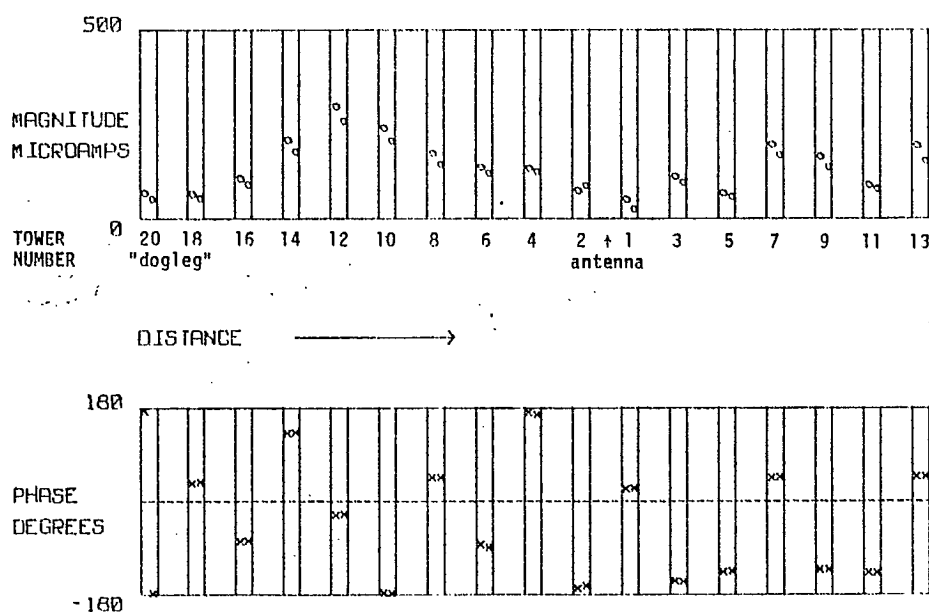 500
MAGNITUDE
MICROAMPS
0
TOWER 20 18 16 14 12 10 8 6 4 2 ↑ 1 3 5 7 9 11 13
NUMBER "dogleg" antenna
DISTANCE
180
PHASE
DEGREES
-180